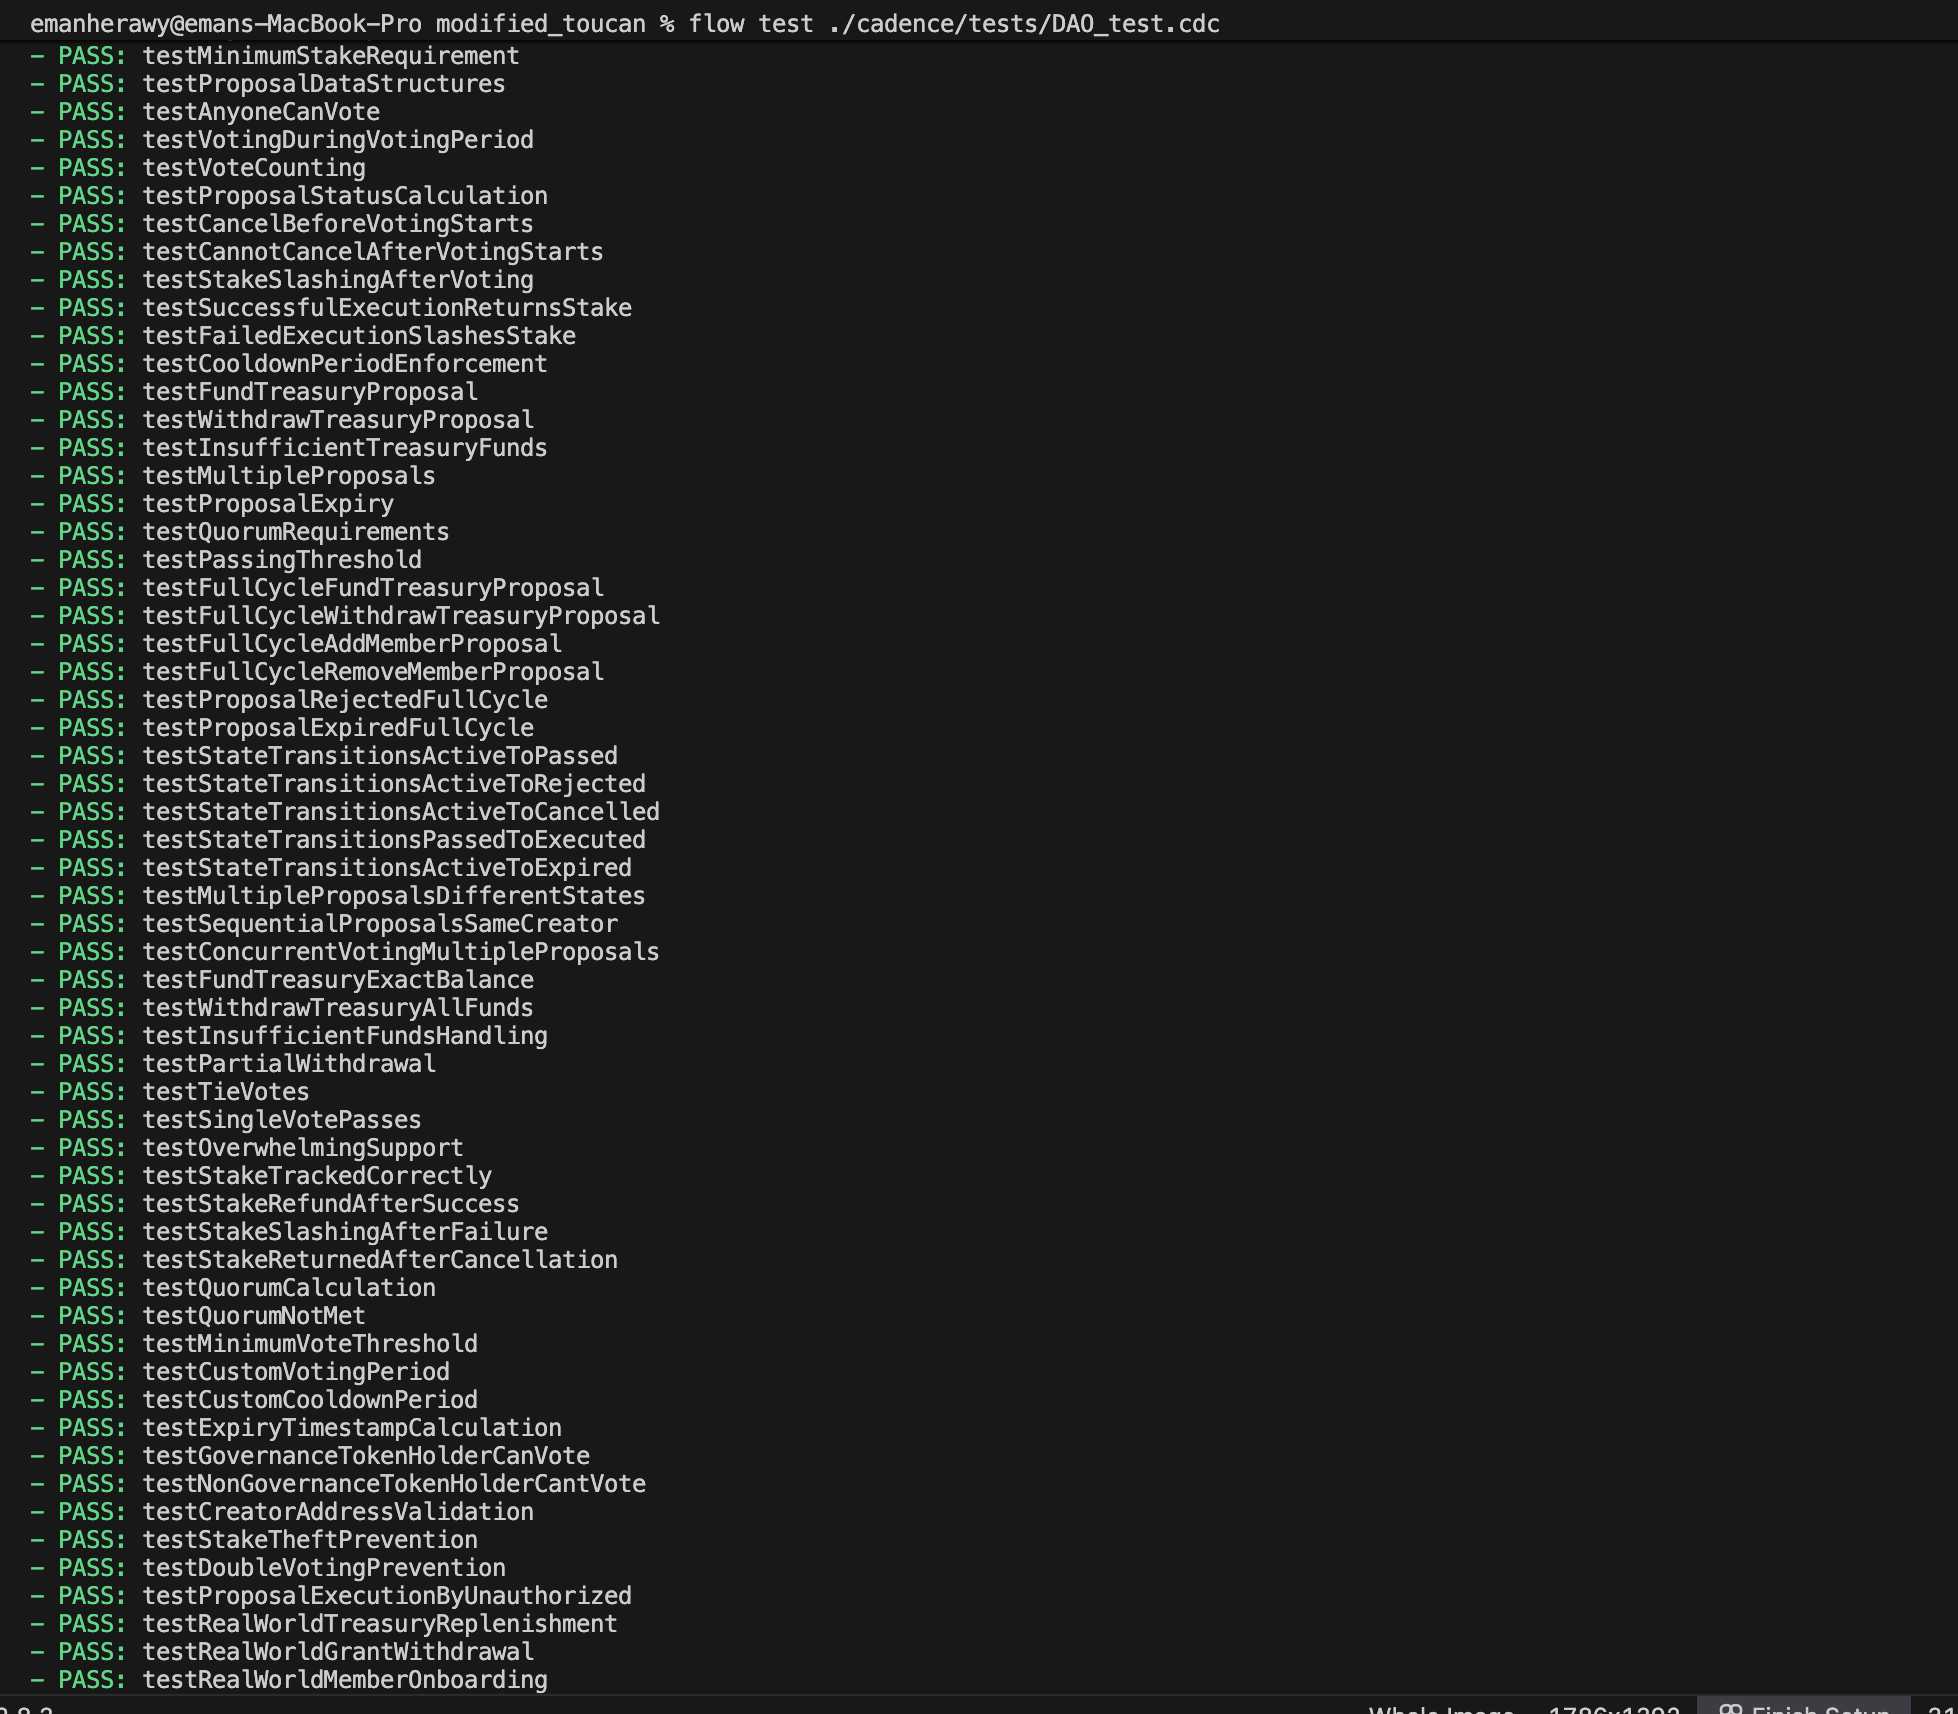 emanherawy@emans-MacBook-Pro modified_toucan % flow test ./cadence/tests/DAO_test.cdc
- PASS: testMinimumStakeRequirement
- PASS: testProposalDataStructures
- PASS: testAnyoneCanVote
- PASS: testVotingDuringVotingPeriod
- PASS: testVoteCounting
- PASS: testProposalStatusCalculation
- PASS: testCancelBeforeVotingStarts
- PASS: testCannotCancelAfterVotingStarts
- PASS: testStakeSlashingAfterVoting
- PASS: testSuccessfulExecutionReturnsStake
- PASS: testFailedExecutionSlashesStake
- PASS: testCooldownPeriodEnforcement
- PASS: testFundTreasuryProposal
- PASS: testWithdrawTreasuryProposal
- PASS: testInsufficientTreasuryFunds
- PASS: testMultipleProposals
- PASS: testProposalExpiry
- PASS: testQuorumRequirements
- PASS: testPassingThreshold
- PASS: testFullCycleFundTreasuryProposal
- PASS: testFullCycleWithdrawTreasuryProposal
- PASS: testFullCycleAddMemberProposal
- PASS: testFullCycleRemoveMemberProposal
- PASS: testProposalRejectedFullCycle
- PASS: testProposalExpiredFullCycle
- PASS: testStateTransitionsActiveToPassed
- PASS: testStateTransitionsActiveToRejected
- PASS: testStateTransitionsActiveToCancelled
- PASS: testStateTransitionsPassedToExecuted
- PASS: testStateTransitionsActiveToExpired
- PASS: testMultipleProposalsDifferentStates
- PASS: testSequentialProposalsSameCreator
- PASS: testConcurrentVotingMultipleProposals
- PASS: testFundTreasuryExactBalance
- PASS: testWithdrawTreasuryAllFunds
- PASS: testInsufficientFundsHandling
- PASS: testPartialWithdrawal
- PASS: testTieVotes
- PASS: testSingleVotePasses
- PASS: testOverwhelmingSupport
- PASS: testStakeTrackedCorrectly
- PASS: testStakeRefundAfterSuccess
- PASS: testStakeSlashingAfterFailure
- PASS: testStakeReturnedAfterCancellation
- PASS: testQuorumCalculation
- PASS: testQuorumNotMet
- PASS: testMinimumVoteThreshold
- PASS: testCustomVotingPeriod
- PASS: testCustomCooldownPeriod
- PASS: testExpiryTimestampCalculation
- PASS: testGovernanceTokenHolderCanVote
- PASS: testNonGovernanceTokenHolderCantVote
- PASS: testCreatorAddressValidation
- PASS: testStakeTheftPrevention
- PASS: testDoubleVotingPrevention
- PASS: testProposalExecutionByUnauthorized
- PASS: testRealWorldTreasuryReplenishment
- PASS: testRealWorldGrantWithdrawal
- PASS: testRealWorldMemberOnboarding
Whole Image Finish Setup